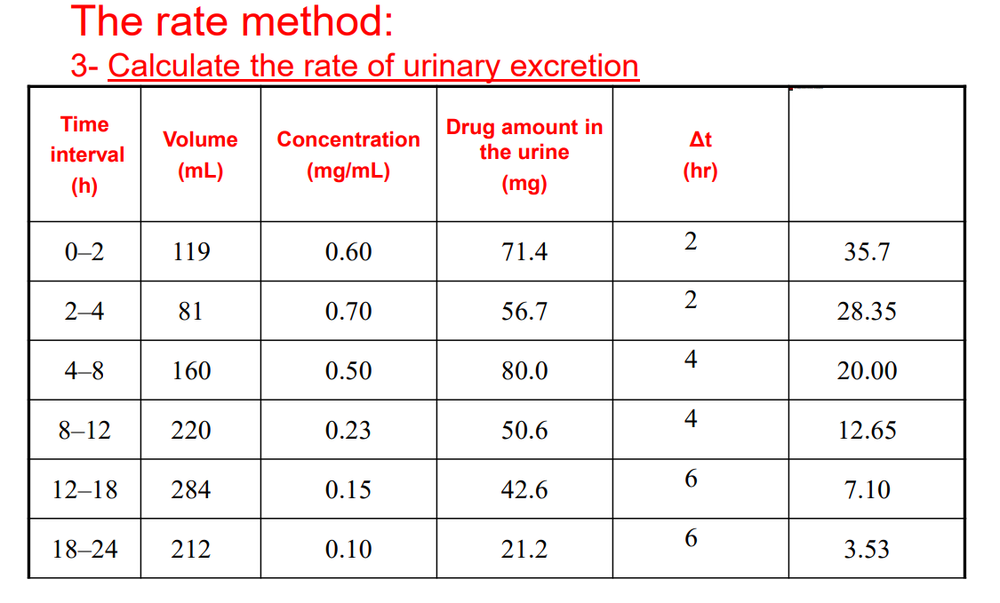 The rate method:
3- Calculate the rate of urinary excretion
Time interval (h) Volume (mL) Concentration (mg/mL) Drug amount in the urine (mg) Δt (hr)
0–2 119 0.60 71.4 2 35.7
2–4 81 0.70 56.7 2 28.35
4–8 160 0.50 80.0 4 20.00
8–12 220 0.23 50.6 4 12.65
12–18 284 0.15 42.6 6 7.10
18–24 212 0.10 21.2 6 3.53